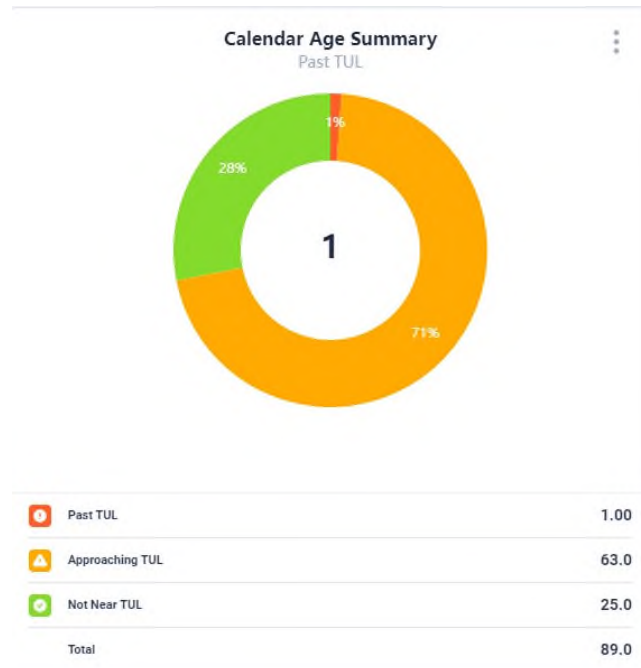 Calendar Age Summary
Past TUL
1%
28%
1
71%
Past TUL 1.00
Approaching TUL 63.0
Not Near TUL 25.0
Total 89.0